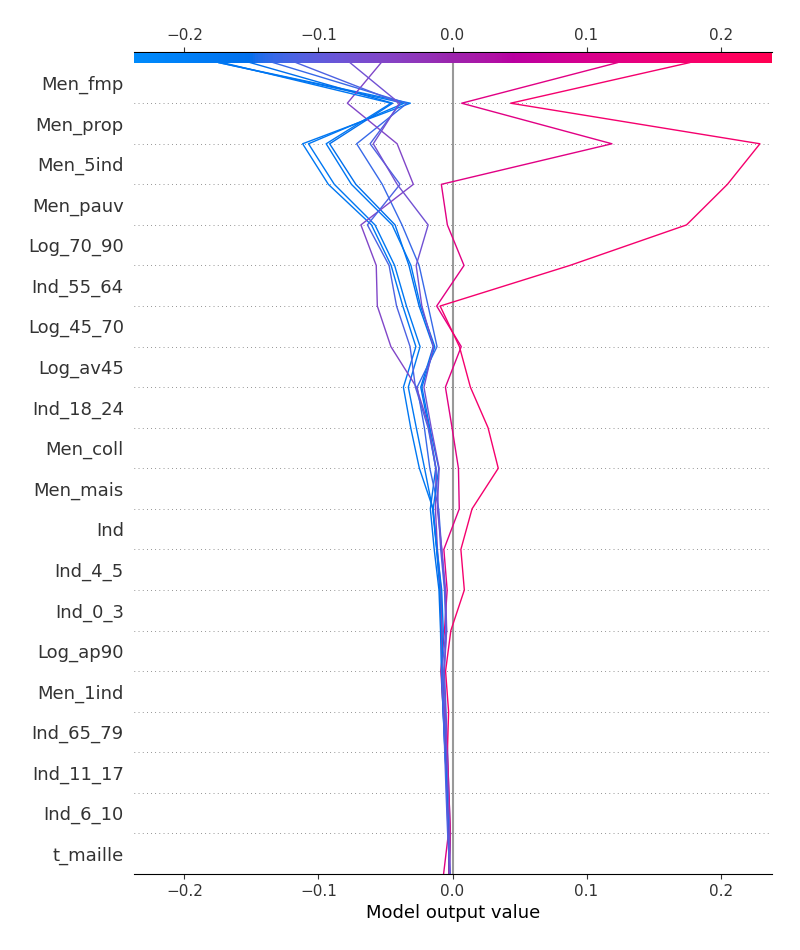 −0.2 −0.1 0.0 0.1 0.2
Men_fmp
Men_prop
Men_5ind
Men_pauv
Log_70_90
Ind_55_64
Log_45_70
Log_av45
Ind_18_24
Men_coll
Men_mais
Ind
Ind_4_5
Ind_0_3
Log_ap90
Men_1ind
Ind_65_79
Ind_11_17
Ind_6_10
t_maille
−0.2 −0.1 0.0 0.1 0.2
Model output value